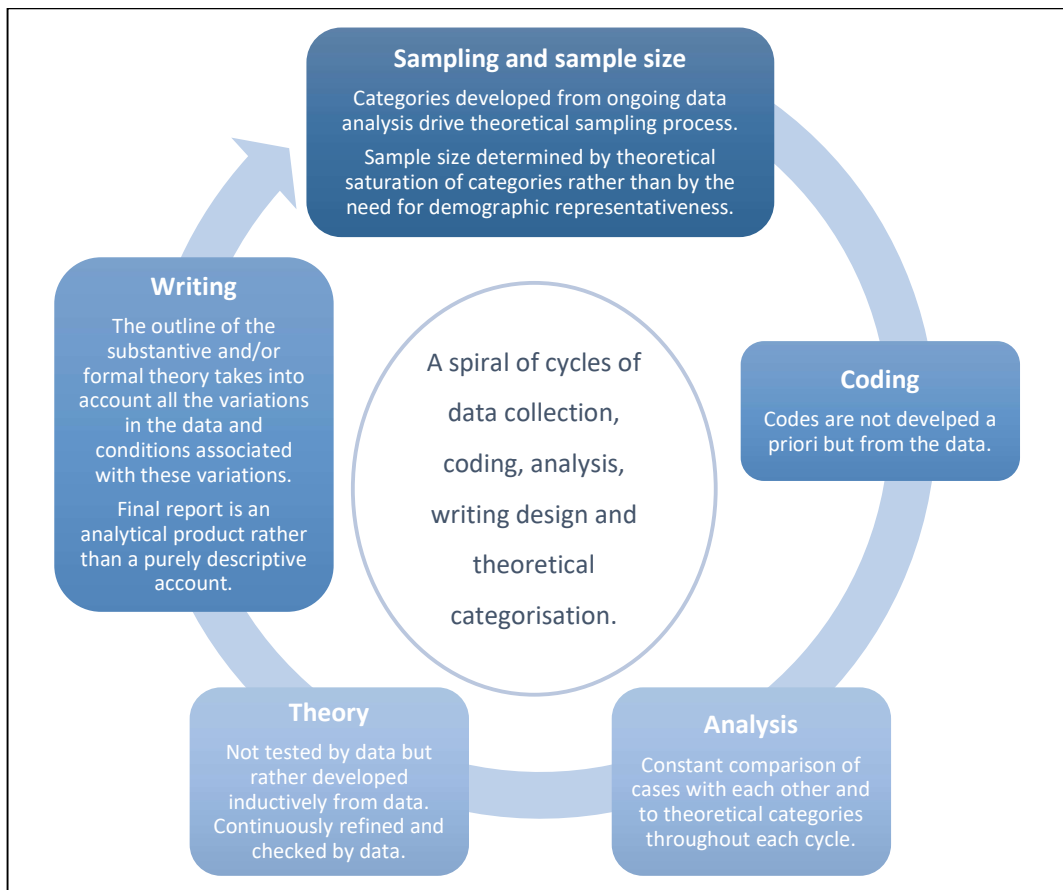 Sampling and sample size
Categories developed from ongoing data
analysis drive theoretical sampling process.
Sample size determined by theoretical
saturation of categories rather than by the
need for demographic representativeness.
Coding
Codes are not develped a
priori but from the data.
Analysis
Constant comparison of
cases with each other and
to theoretical categories
throughout each cycle.
Theory
Not tested by data but
rather developed
inductively from data.
Continuously refined and
checked by data.
Writing
The outline of the
substantive and/or
formal theory takes into
account all the variations
in the data and
conditions associated
with these variations.
Final report is an
analytical product rather
than a purely descriptive
account.
A spiral of cycles of
data collection,
coding, analysis,
writing design and
theoretical
categorisation.